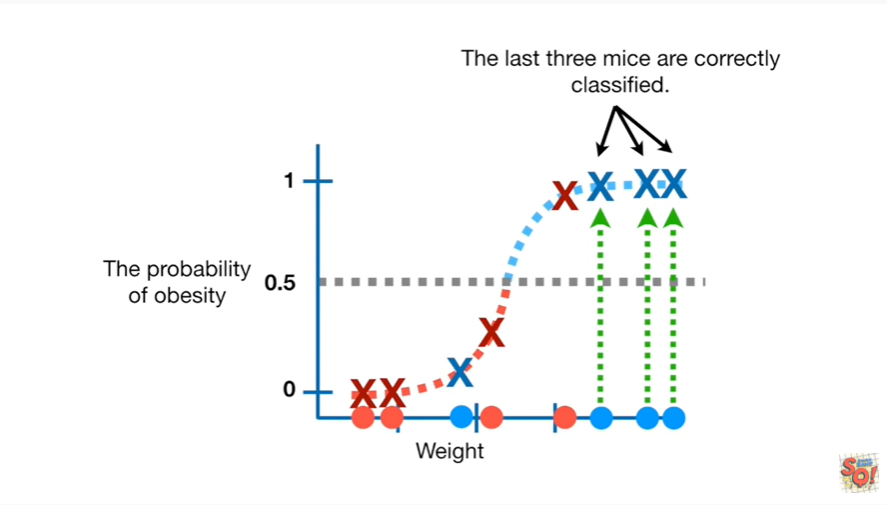 The last three mice are correctly
classified.
1
The probability
of obesity
0.5
0
Weight